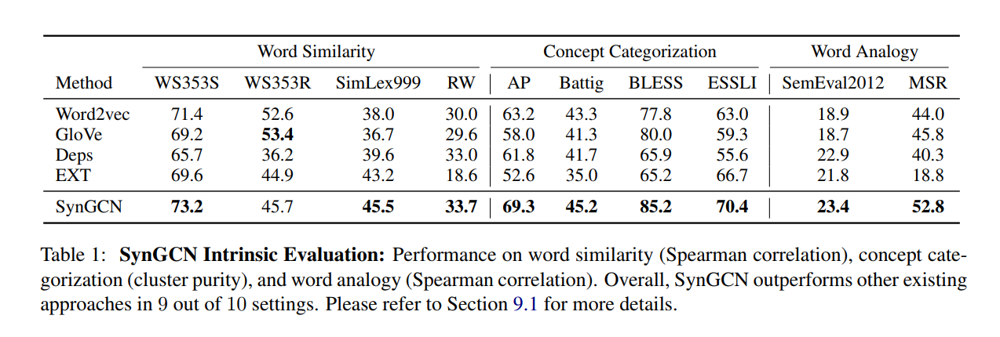 Word Similarity Concept Categorization Word Analogy
Method WS353S WS353R SimLex999 RW AP Battig BLESS ESSLI SemEval2012 MSR
Word2vec 71.4 52.6 38.0 30.0 63.2 43.3 77.8 63.0 18.9 44.0
GloVe 69.2 53.4 36.7 29.6 58.0 41.3 80.0 59.3 18.7 45.8
Deps 65.7 36.2 39.6 33.0 61.8 41.7 65.9 55.6 22.9 40.3
EXT 69.6 44.9 43.2 18.6 52.6 35.0 65.2 66.7 21.8 18.8
SynGCN 73.2 45.7 45.5 33.7 69.3 45.2 85.2 70.4 23.4 52.8
Table 1: SynGCN Intrinsic Evaluation: Performance on word similarity (Spearman correlation), concept cate-
gorization (cluster purity), and word analogy (Spearman correlation). Overall, SynGCN outperforms other existing
approaches in 9 out of 10 settings. Please refer to Section 9.1 for more details.